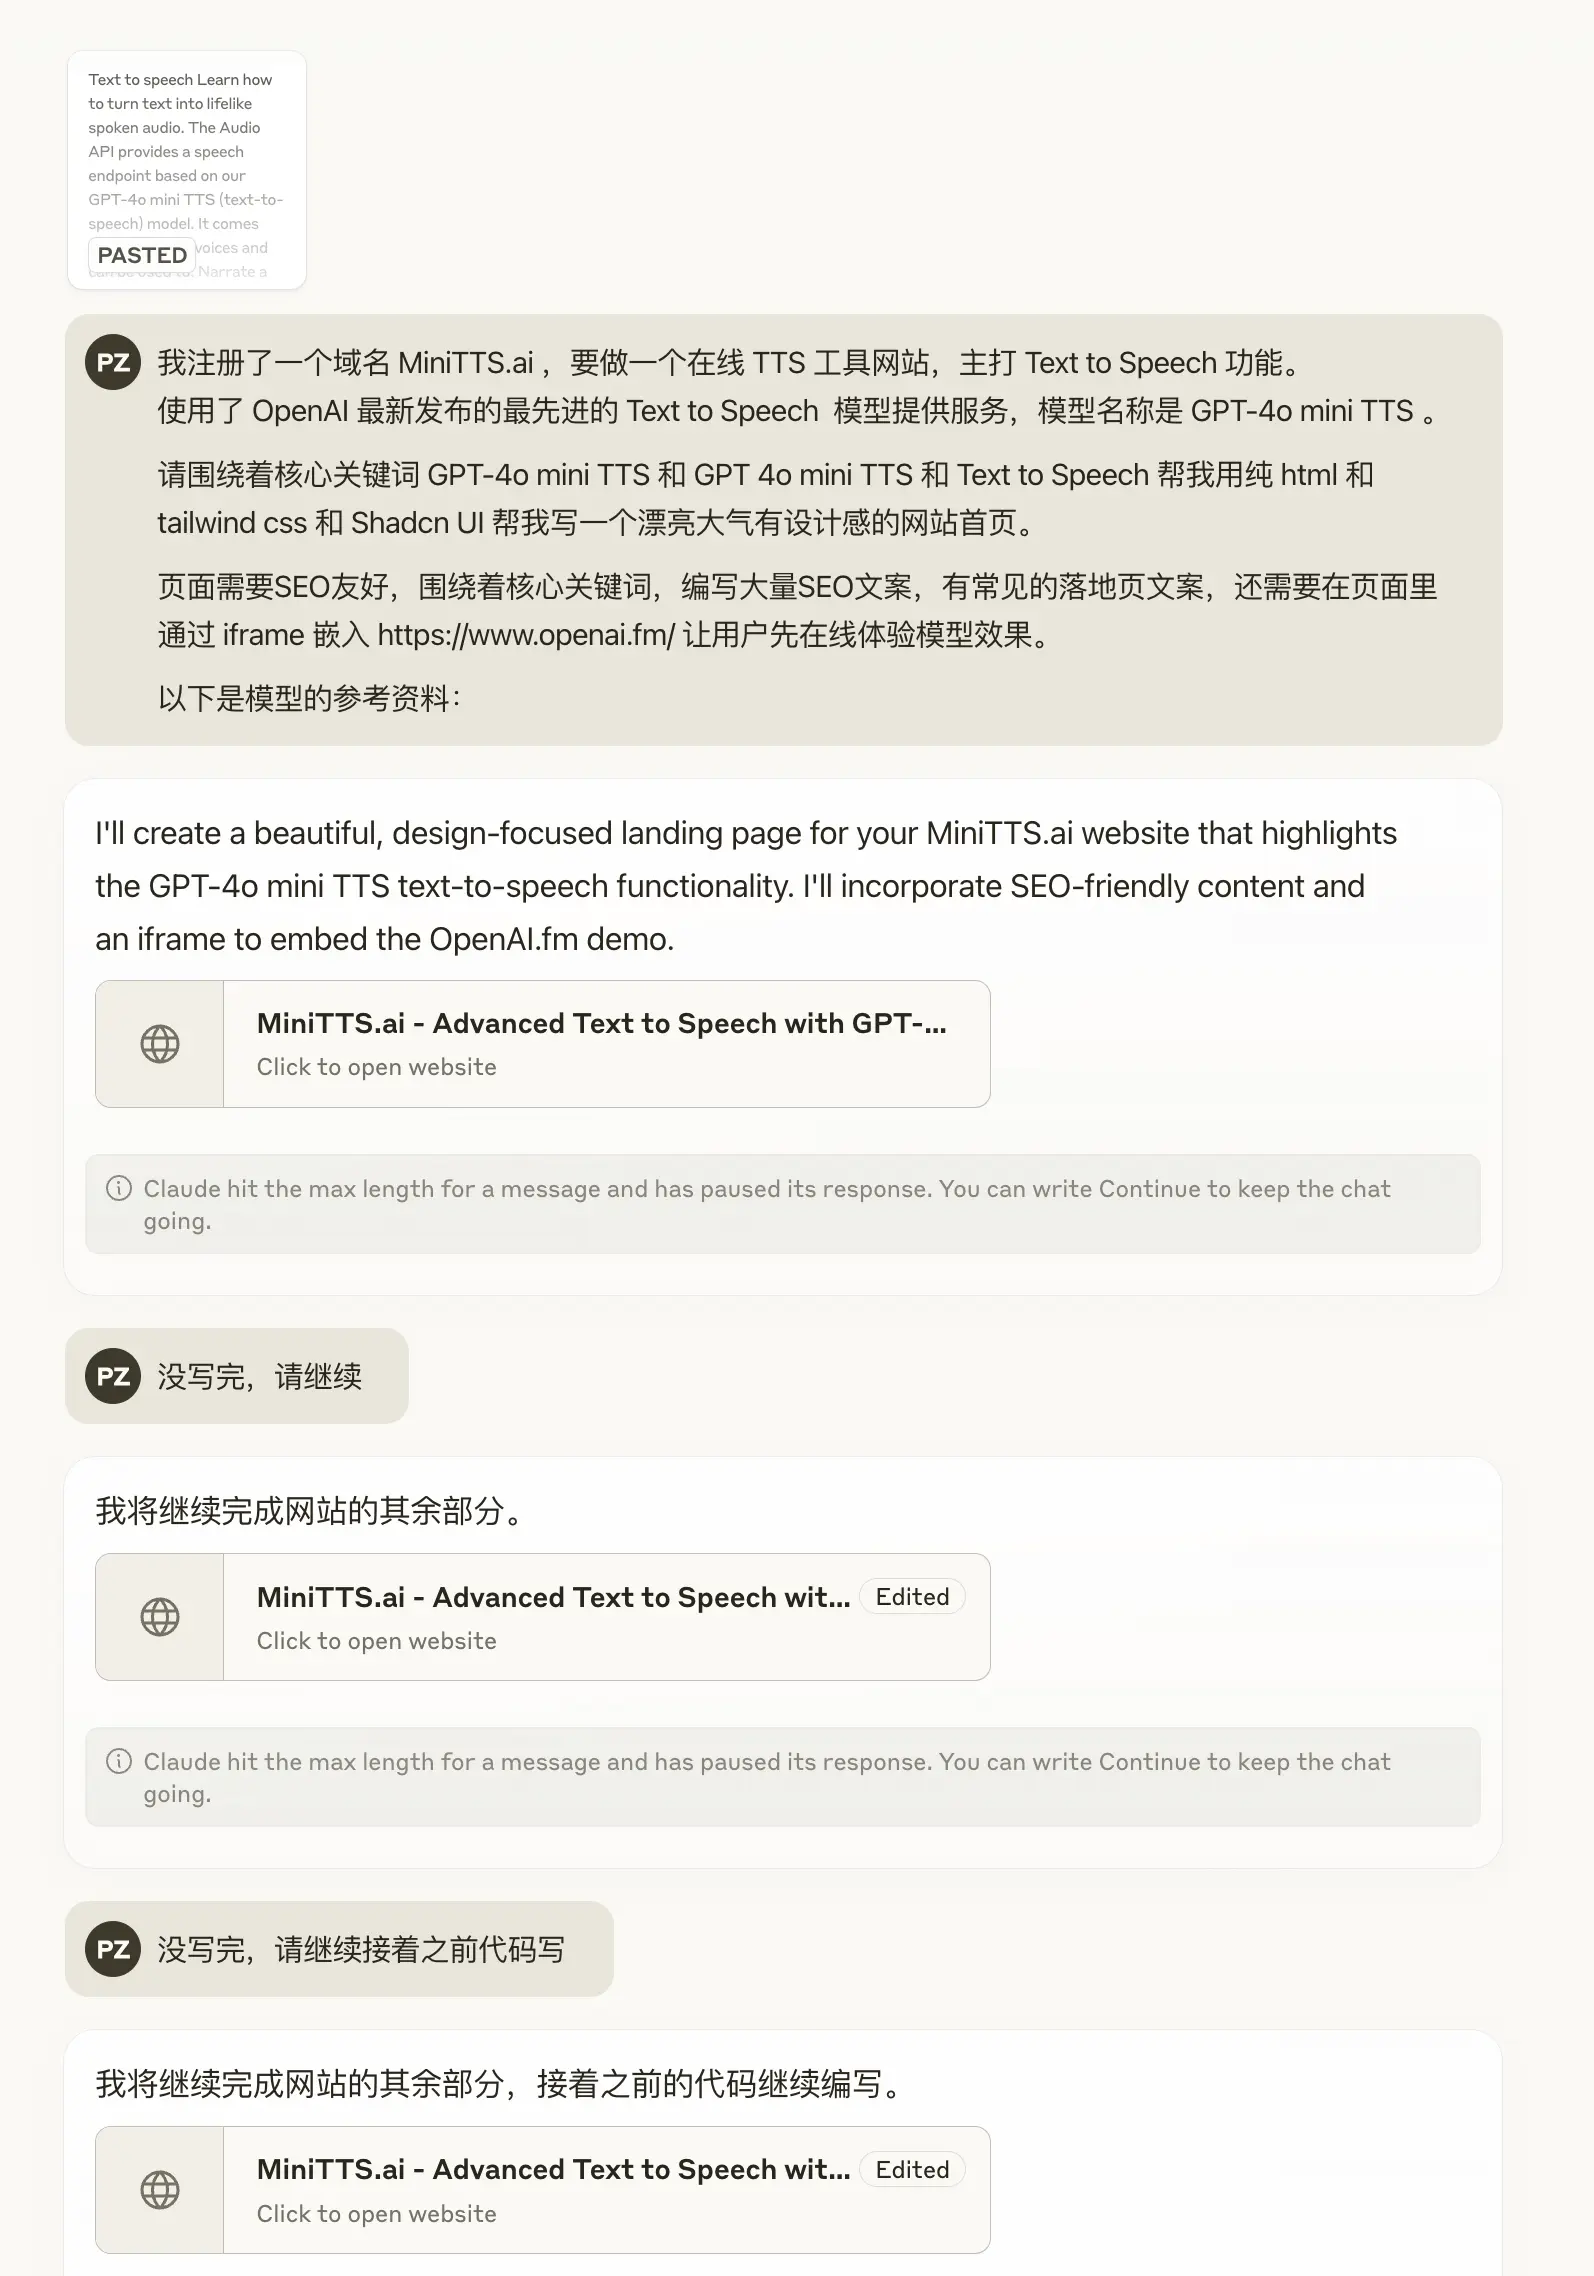 Text to speech Learn how
to turn text into lifelike
spoken audio. The Audio
API provides a speech
endpoint based on our
GPT-4o mini TTS (text-to-
speech) model. It comes
voices and
PASTED
can be used to: Narrate a
PZ
我注册了一个域名 MiniTTS.ai ，要做一个在线 TTS 工具网站，主打 Text to Speech 功能。
使用了 OpenAI 最新发布的最先进的 Text to Speech 模型提供服务，模型名称是 GPT-4o mini TTS 。
请围绕着核心关键词 GPT-4o mini TTS 和 GPT 4o mini TTS 和 Text to Speech 帮我用纯 html 和
tailwind css 和 Shadcn UI 帮我写一个漂亮大气有设计感的网站首页。
页面需要SEO友好，围绕着核心关键词，编写大量SEO文案，有常见的落地页文案，还需要在页面里
通过 iframe 嵌入 https://www.openai.fm/ 让用户先在线体验模型效果。
以下是模型的参考资料：
I'll create a beautiful, design-focused landing page for your MiniTTS.ai website that highlights
the GPT-4o mini TTS text-to-speech functionality. I'll incorporate SEO-friendly content and
an iframe to embed the OpenAI.fm demo.
MiniTTS.ai - Advanced Text to Speech with GPT-...
Click to open website
Claude hit the max length for a message and has paused its response. You can write Continue to keep the chat
going.
PZ
没写完，请继续
我将继续完成网站的其余部分。
MiniTTS.ai - Advanced Text to Speech wit... Edited
Click to open website
Claude hit the max length for a message and has paused its response. You can write Continue to keep the chat
going.
PZ
没写完，请继续接着之前代码写
我将继续完成网站的其余部分，接着之前的代码继续编写。
MiniTTS.ai - Advanced Text to Speech wit... Edited
Click to open website